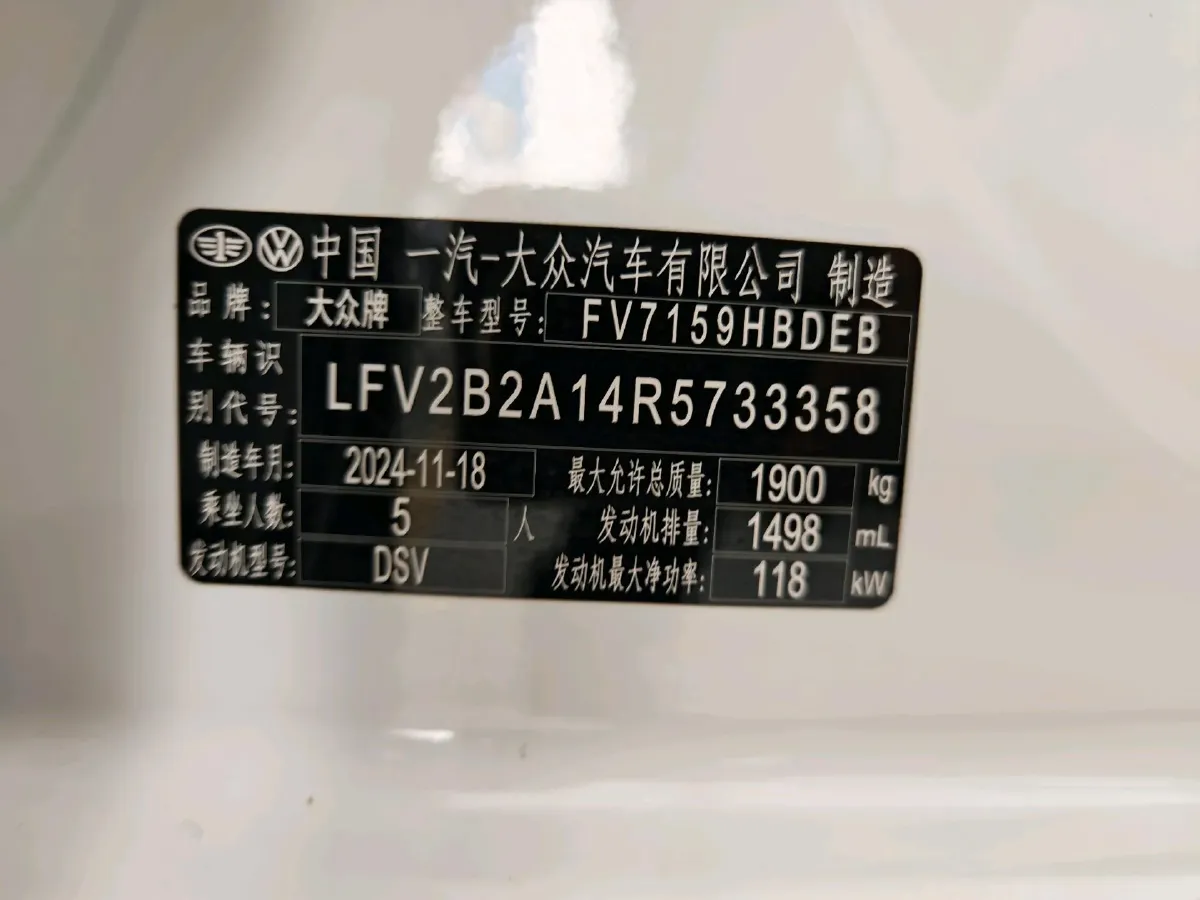 中国 一汽-大众汽车有限公司 制造
品牌: 大众牌 整车型号: FV7159HBDEB
车辆识
别代号: LFV2B2A14R5733358
制造年月: 2024-11-18 最大允许总质量: 1900 kg
乘坐人数: 5 人 发动机排量: 1498 mL
发动机型号: DSV 发动机最大净功率: 118 kW